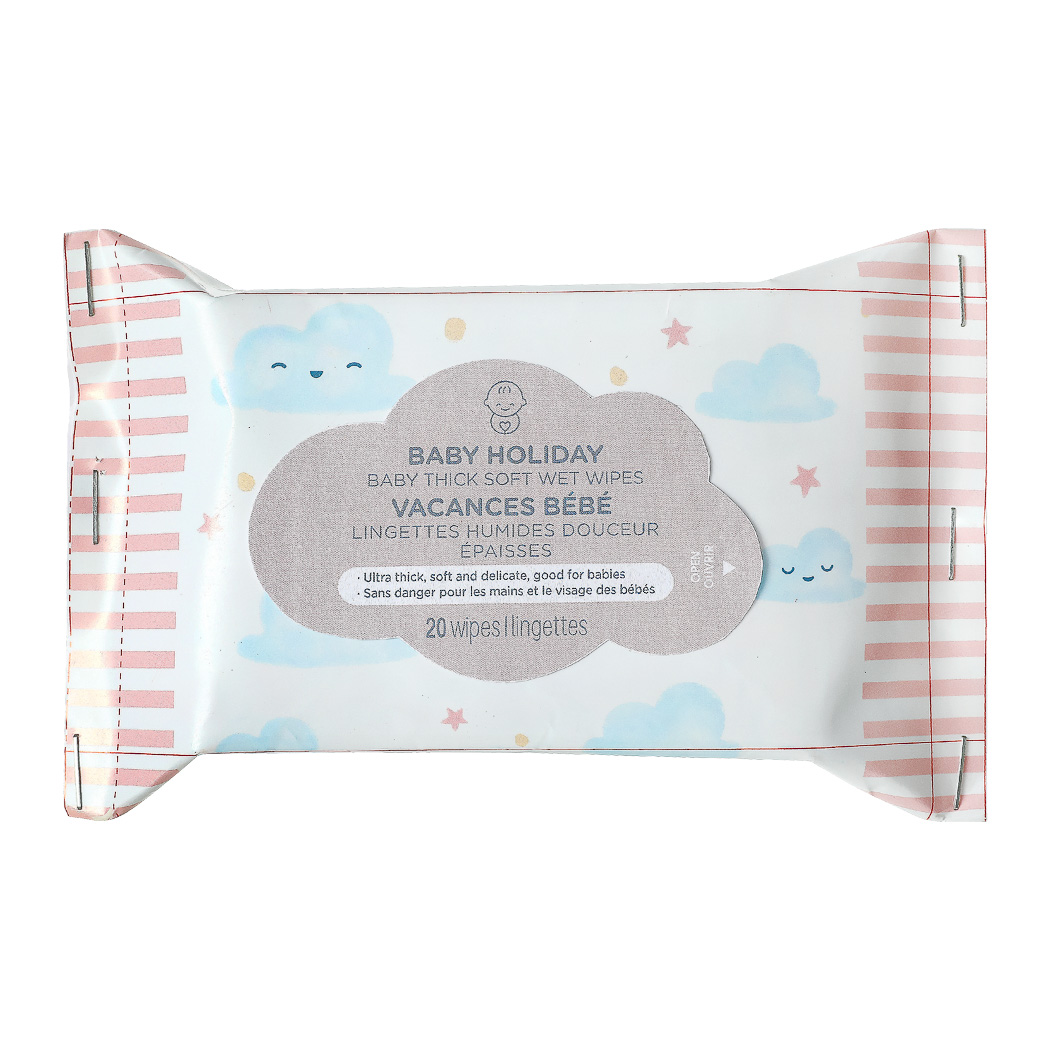 BABY HOLIDAY
BABY THICK SOFT WET WIPES
VACANCES BÉBÉ
LINGETTES HUMIDES DOUCEUR
ÉPAISSES
· Ultra thick, soft and delicate, good for babies
· Sans danger pour les mains et le visage des bébés
20 wipes | lingettes
OPEN
OUVRIR